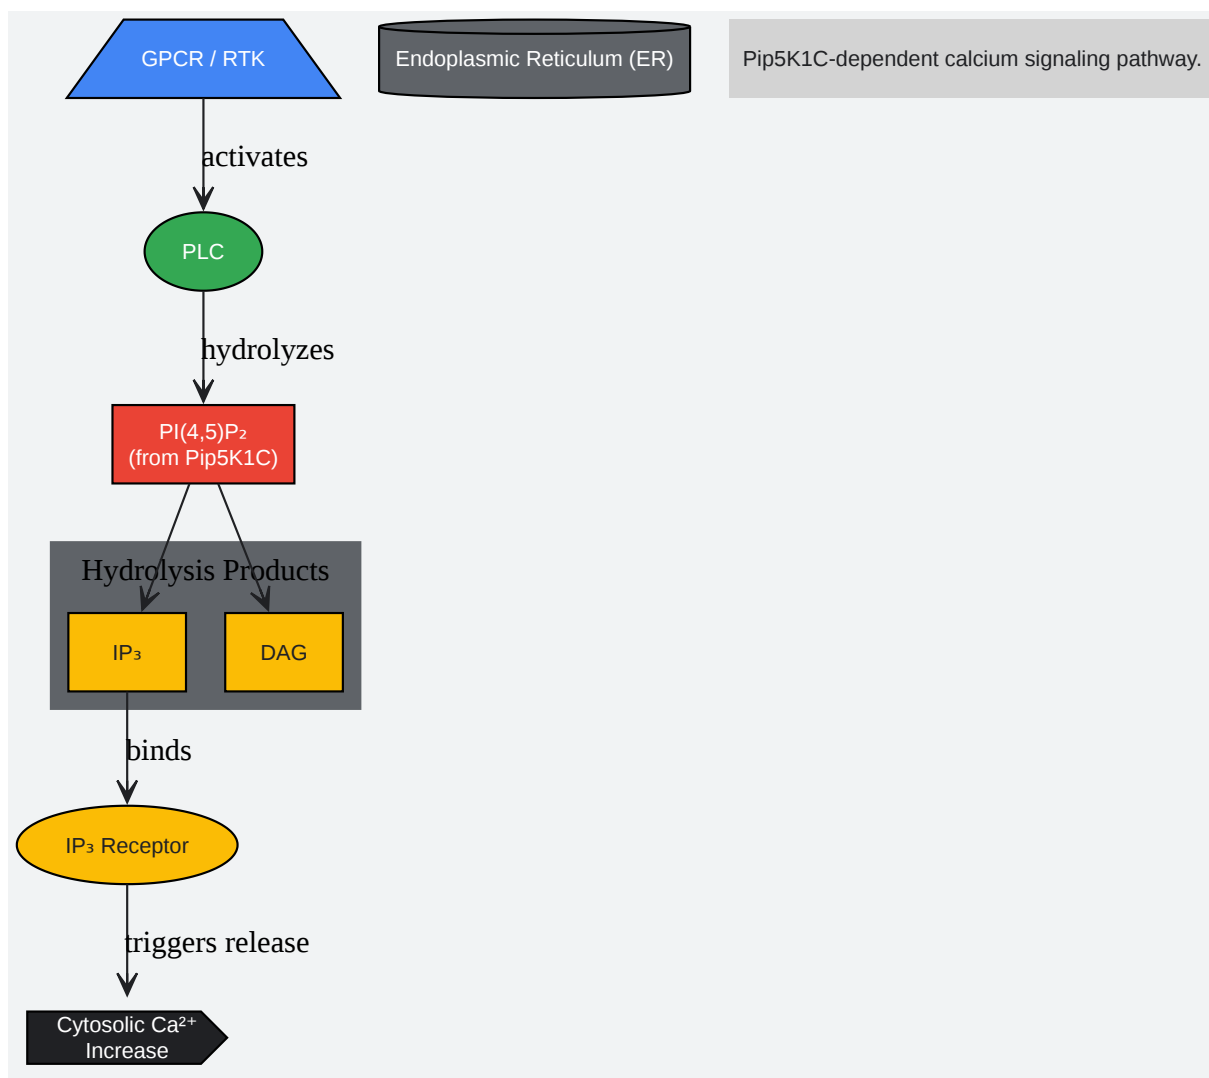 GPCR / RTK
Endoplasmic Reticulum (ER)
Pip5K1C-dependent calcium signaling pathway.
activates
PLC
hydrolyzes
PI(4,5)P₂
(from Pip5K1C)
Hydrolysis Products
IP₃
DAG
binds
IP₃ Receptor
triggers release
Cytosolic Ca²⁺
Increase